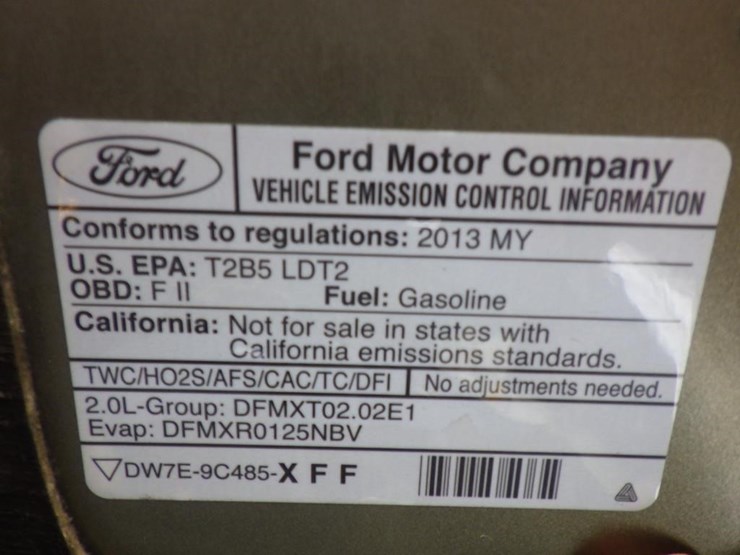 Ford
Ford Motor Company
VEHICLE EMISSION CONTROL INFORMATION
Conforms to regulations: 2013 MY
U.S. EPA: T2B5 LDT2
OBD: F II Fuel: Gasoline
California: Not for sale in states with
California emissions standards.
TWC/HO2S/AFS/CAC/TC/DFI No adjustments needed.
2.0L-Group: DFMXT02.02E1
Evap: DFMXR0125NBV
DW7E-9C485-X F F